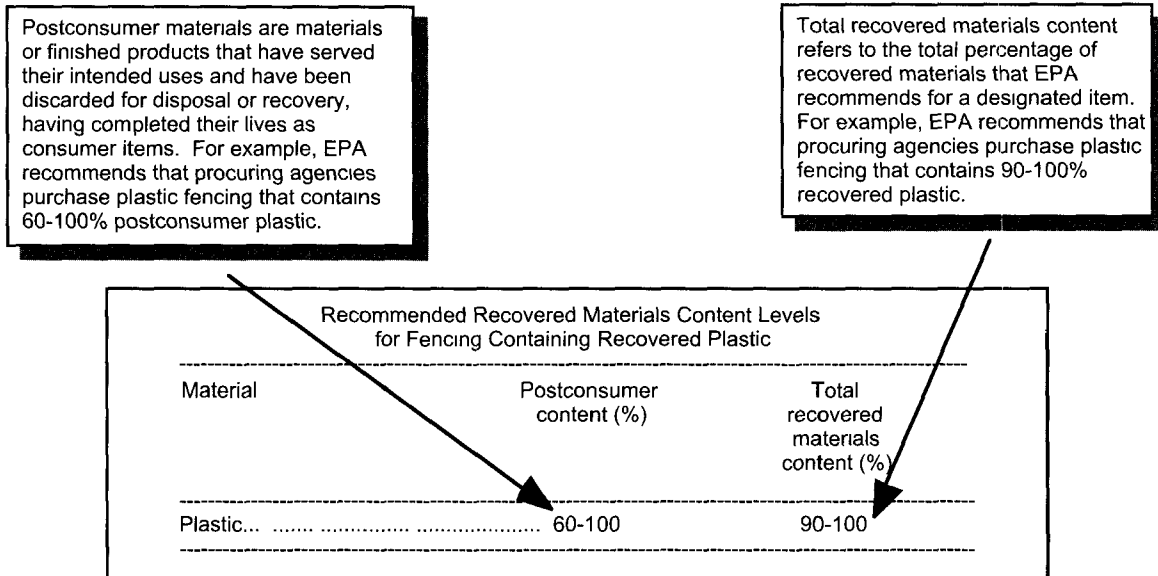 Postconsumer materials are materials
or finished products that have served
their intended uses and have been
discarded for disposal or recovery,
having completed their lives as
consumer items. For example, EPA
recommends that procuring agencies
purchase plastic fencing that contains
60-100% postconsumer plastic.
Total recovered materials content
refers to the total percentage of
recovered materials that EPA
recommends for a designated item.
For example, EPA recommends that
procuring agencies purchase plastic
fencing that contains 90-100%
recovered plastic.
Recommended Recovered Materials Content Levels
for Fencing Containing Recovered Plastic
Material
Postconsumer
content (%)
Total
recovered
materials
content (%)
Plastic... ....... ............... ..................... 60-100 90-100